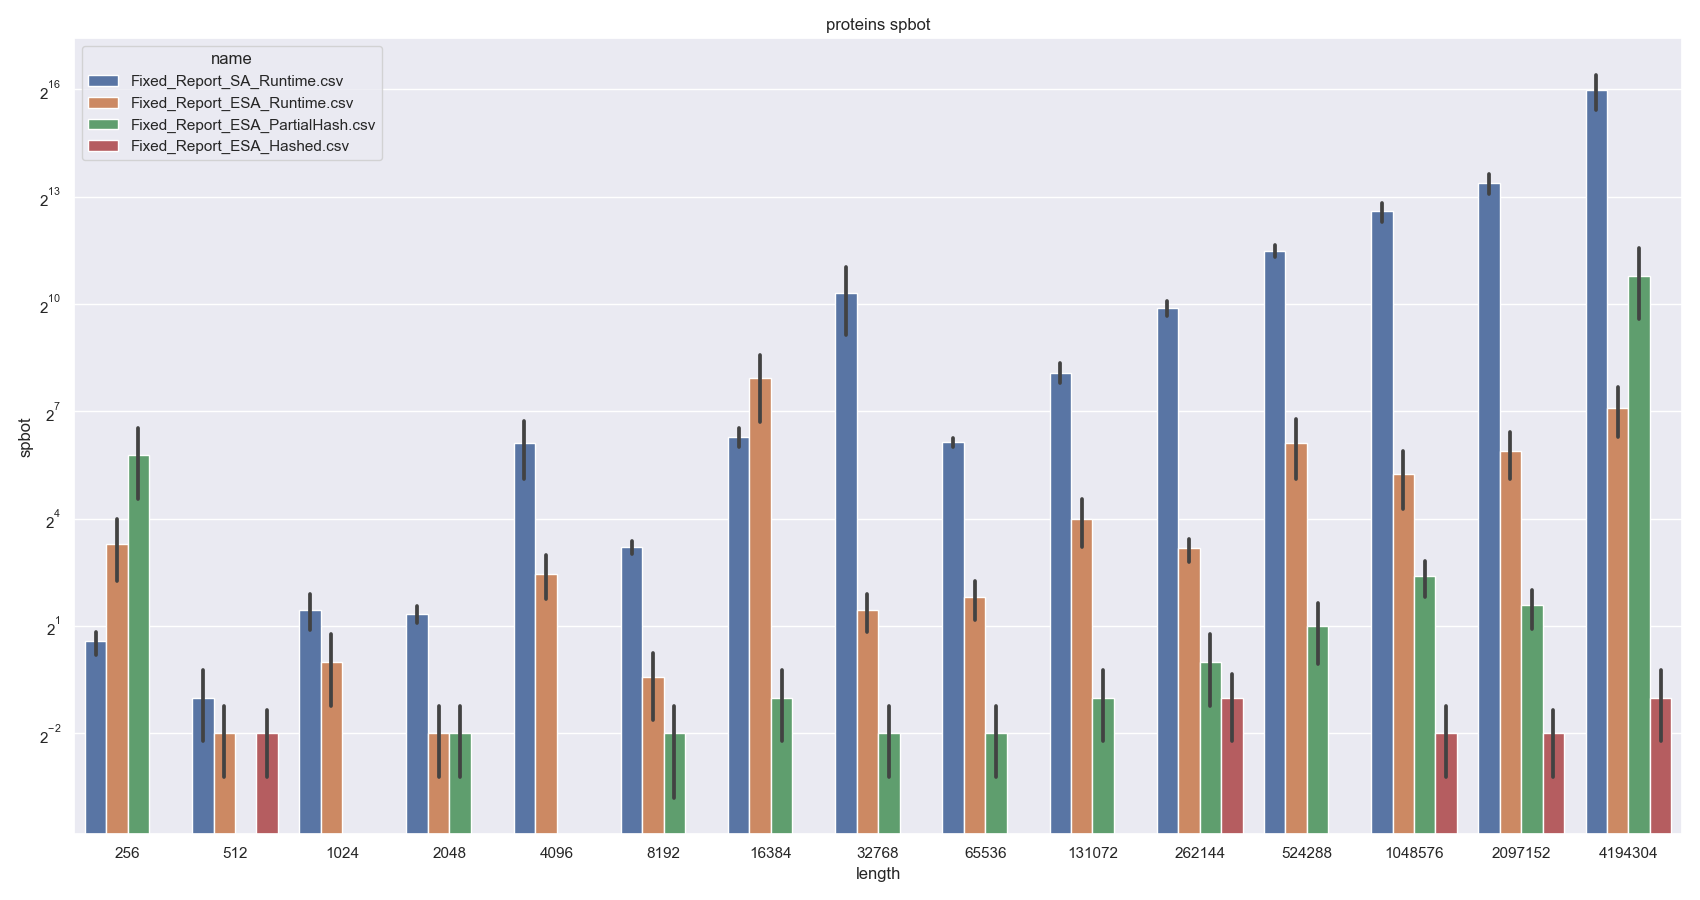 proteins spbot
name
Fixed_Report_SA_Runtime.csv
Fixed_Report_ESA_Runtime.csv
Fixed_Report_ESA_PartialHash.csv
Fixed_Report_ESA_Hashed.csv
2^16
2^13
2^10
2^7
2^4
2^1
2^−2
spbot
256 512 1024 2048 4096 8192 16384 32768 65536 131072 262144 524288 1048576 2097152 4194304
length